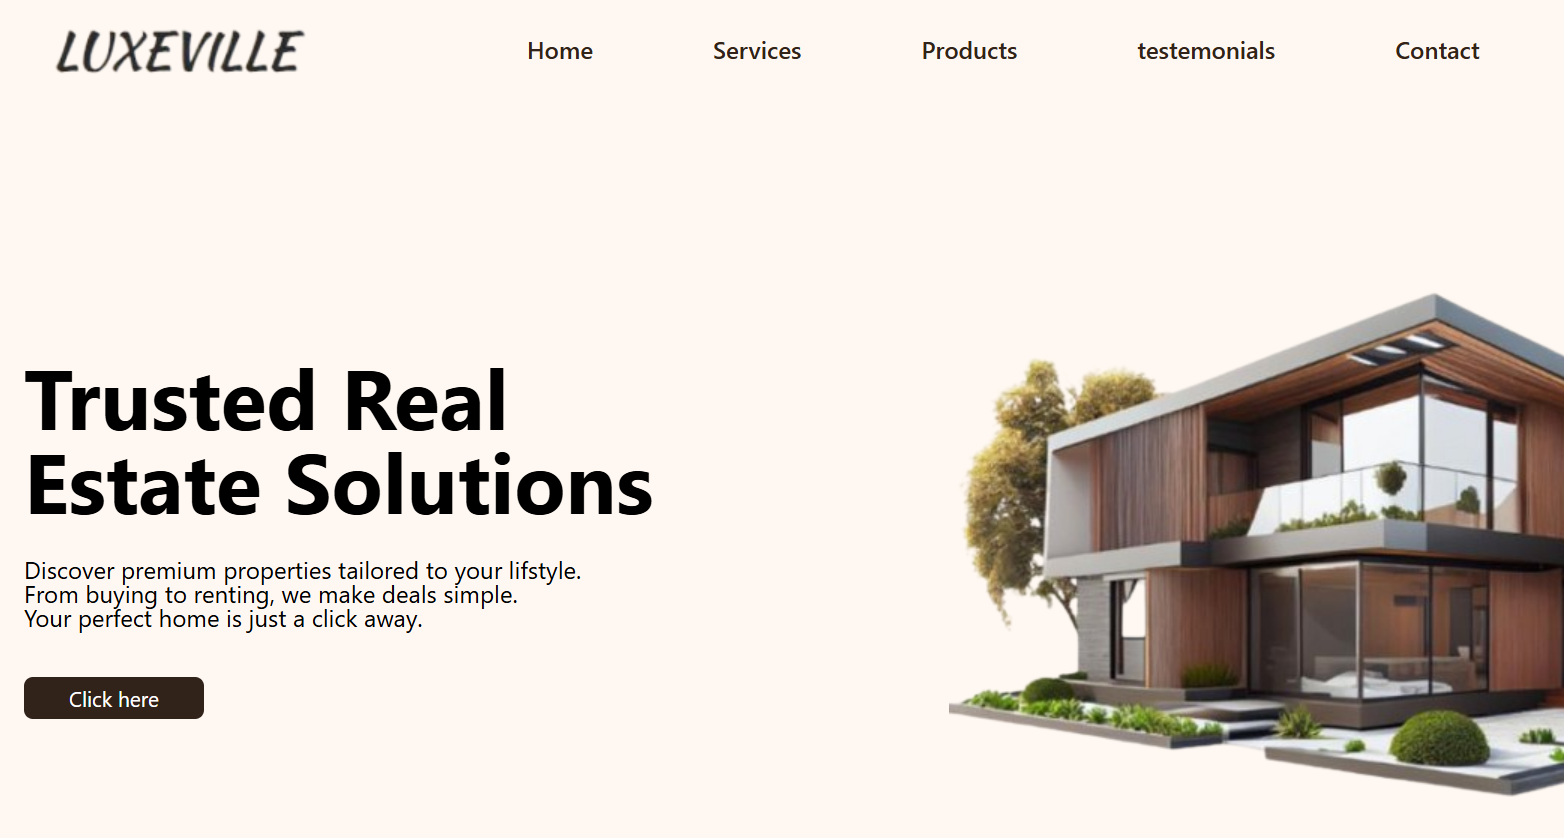 LUXEVILLE
Home Services Products testemonials Contact
Trusted Real
Estate Solutions
Discover premium properties tailored to your lifstyle.
From buying to renting, we make deals simple.
Your perfect home is just a click away.
Click here